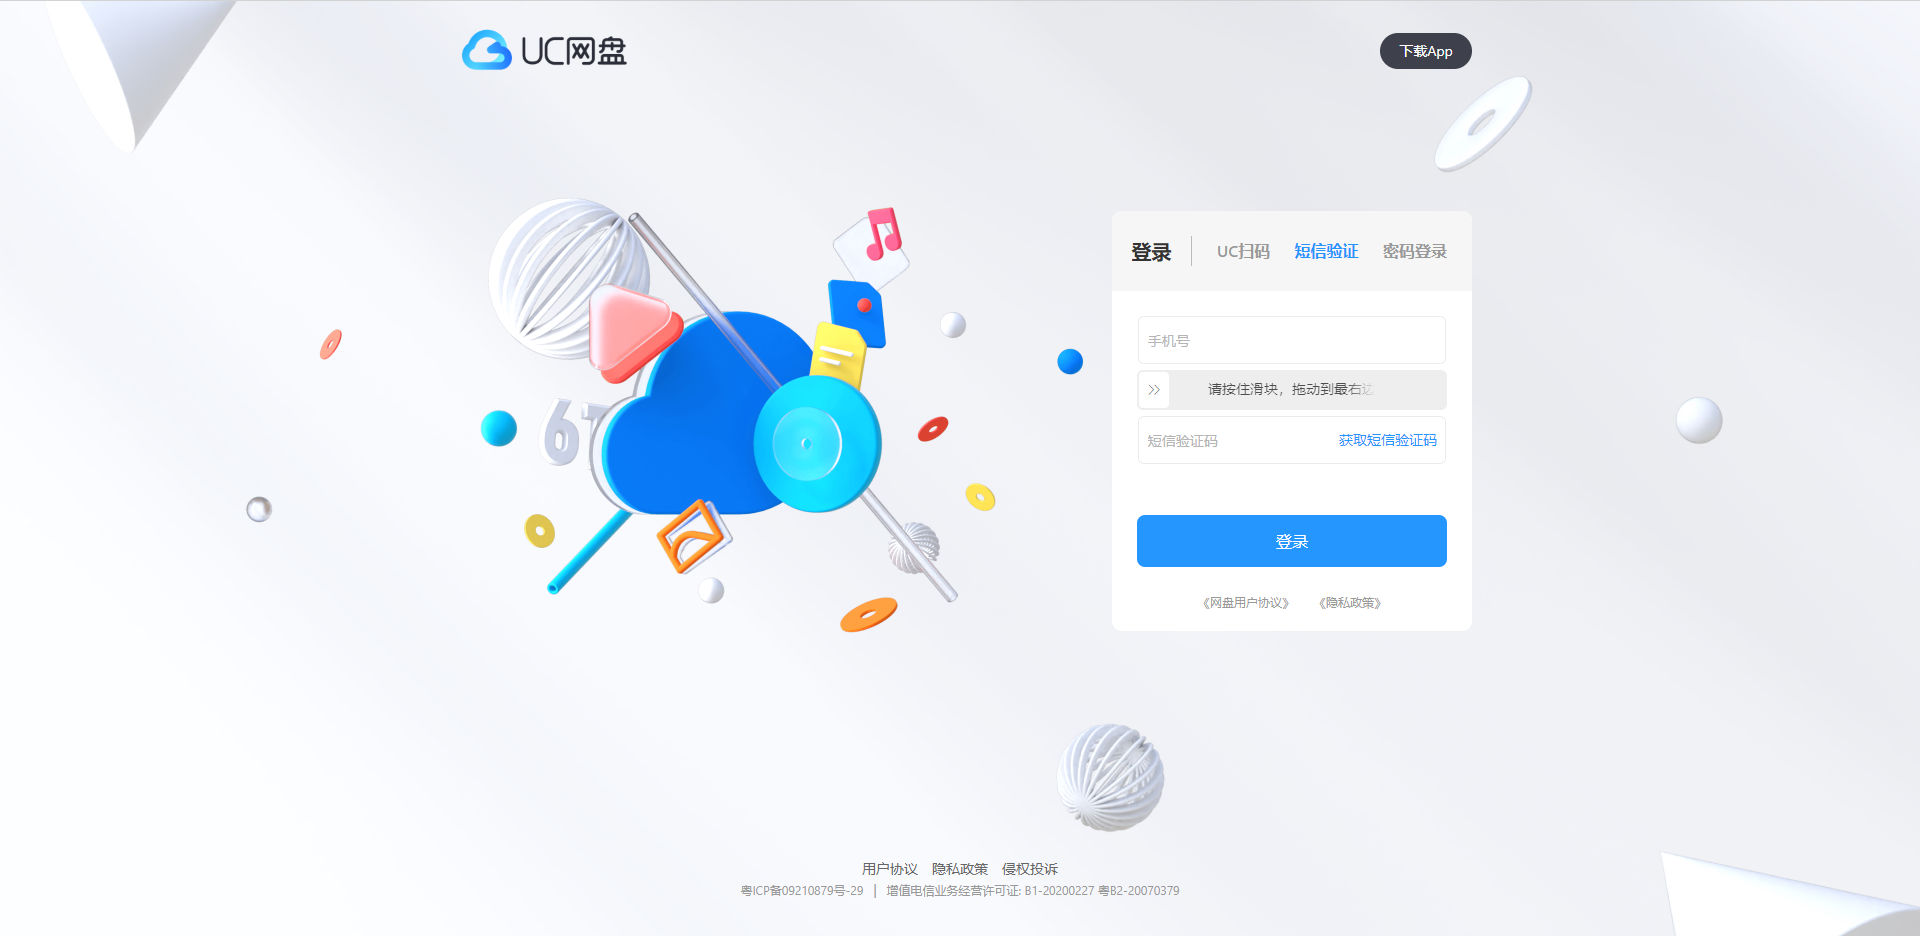 UC网盘
下载App
6T
登录
UC扫码 短信验证 密码登录
手机号
请按住滑块，拖动到最右边
短信验证码 获取短信验证码
登录
《网盘用户协议》 《隐私政策》
用户协议 隐私政策 侵权投诉
粤ICP备09210879号-29 | 增值电信业务经营许可证: B1-20200227 粤B2-20070379